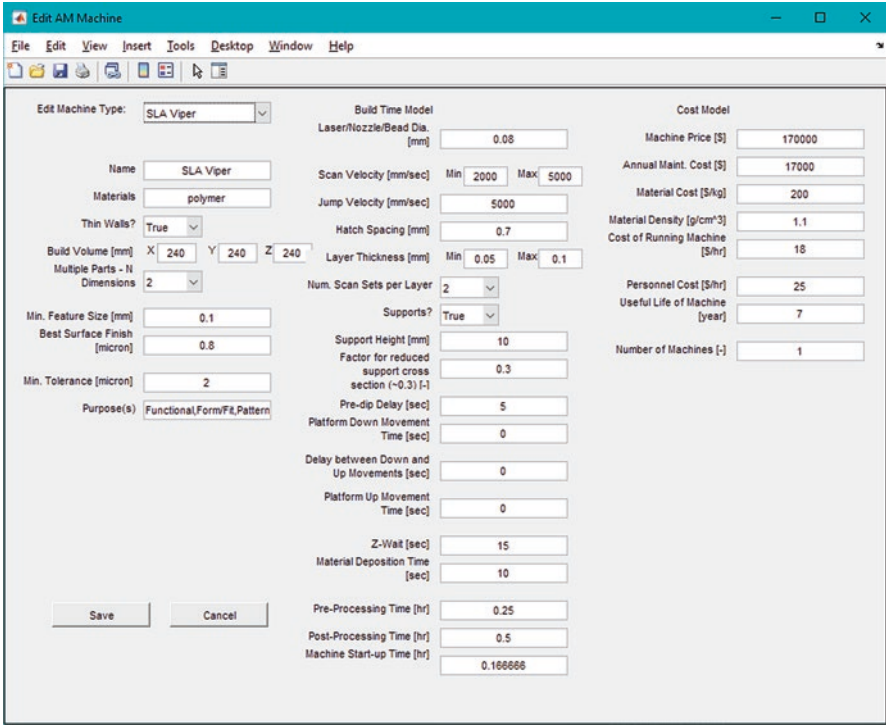 Edit AM Machine
File Edit View Insert Tools Desktop Window Help
Edit Machine Type: SLA Viper
Name SLA Viper
Materials polymer
Thin Walls? True
Build Volume [mm] X 240 Y 240 Z 240
Multiple Parts - N
Dimensions 2
Min. Feature Size [mm] 0.1
Best Surface Finish
[micron] 0.8
Min. Tolerance [micron] 2
Purpose(s) Functional,Form/Fit,Pattern
Save Cancel
Build Time Model
Laser/Nozzle/Bead Dia.
[mm] 0.08
Scan Velocity [mm/sec] Min 2000 Max 5000
Jump Velocity [mm/sec] 5000
Hatch Spacing [mm] 0.7
Layer Thickness [mm] Min 0.05 Max 0.1
Num. Scan Sets per Layer 2
Supports? True
Support Height [mm] 10
Factor for reduced
support cross 0.3
section (~0.3) [-]
Pre-dip Delay [sec] 5
Platform Down Movement
Time [sec] 0
Delay between Down and
Up Movements [sec] 0
Platform Up Movement
Time [sec] 0
Z-Wait [sec] 15
Material Deposition Time
[sec] 10
Pre-Processing Time [hr] 0.25
Post-Processing Time [hr] 0.5
Machine Start-up Time [hr] 0.166666
Cost Model
Machine Price [$] 170000
Annual Maint. Cost [$] 17000
Material Cost [$/kg] 200
Material Density [g/cm^3] 1.1
Cost of Running Machine
[$/hr] 18
Personnel Cost [$/hr] 25
Useful Life of Machine
[year] 7
Number of Machines [-] 1